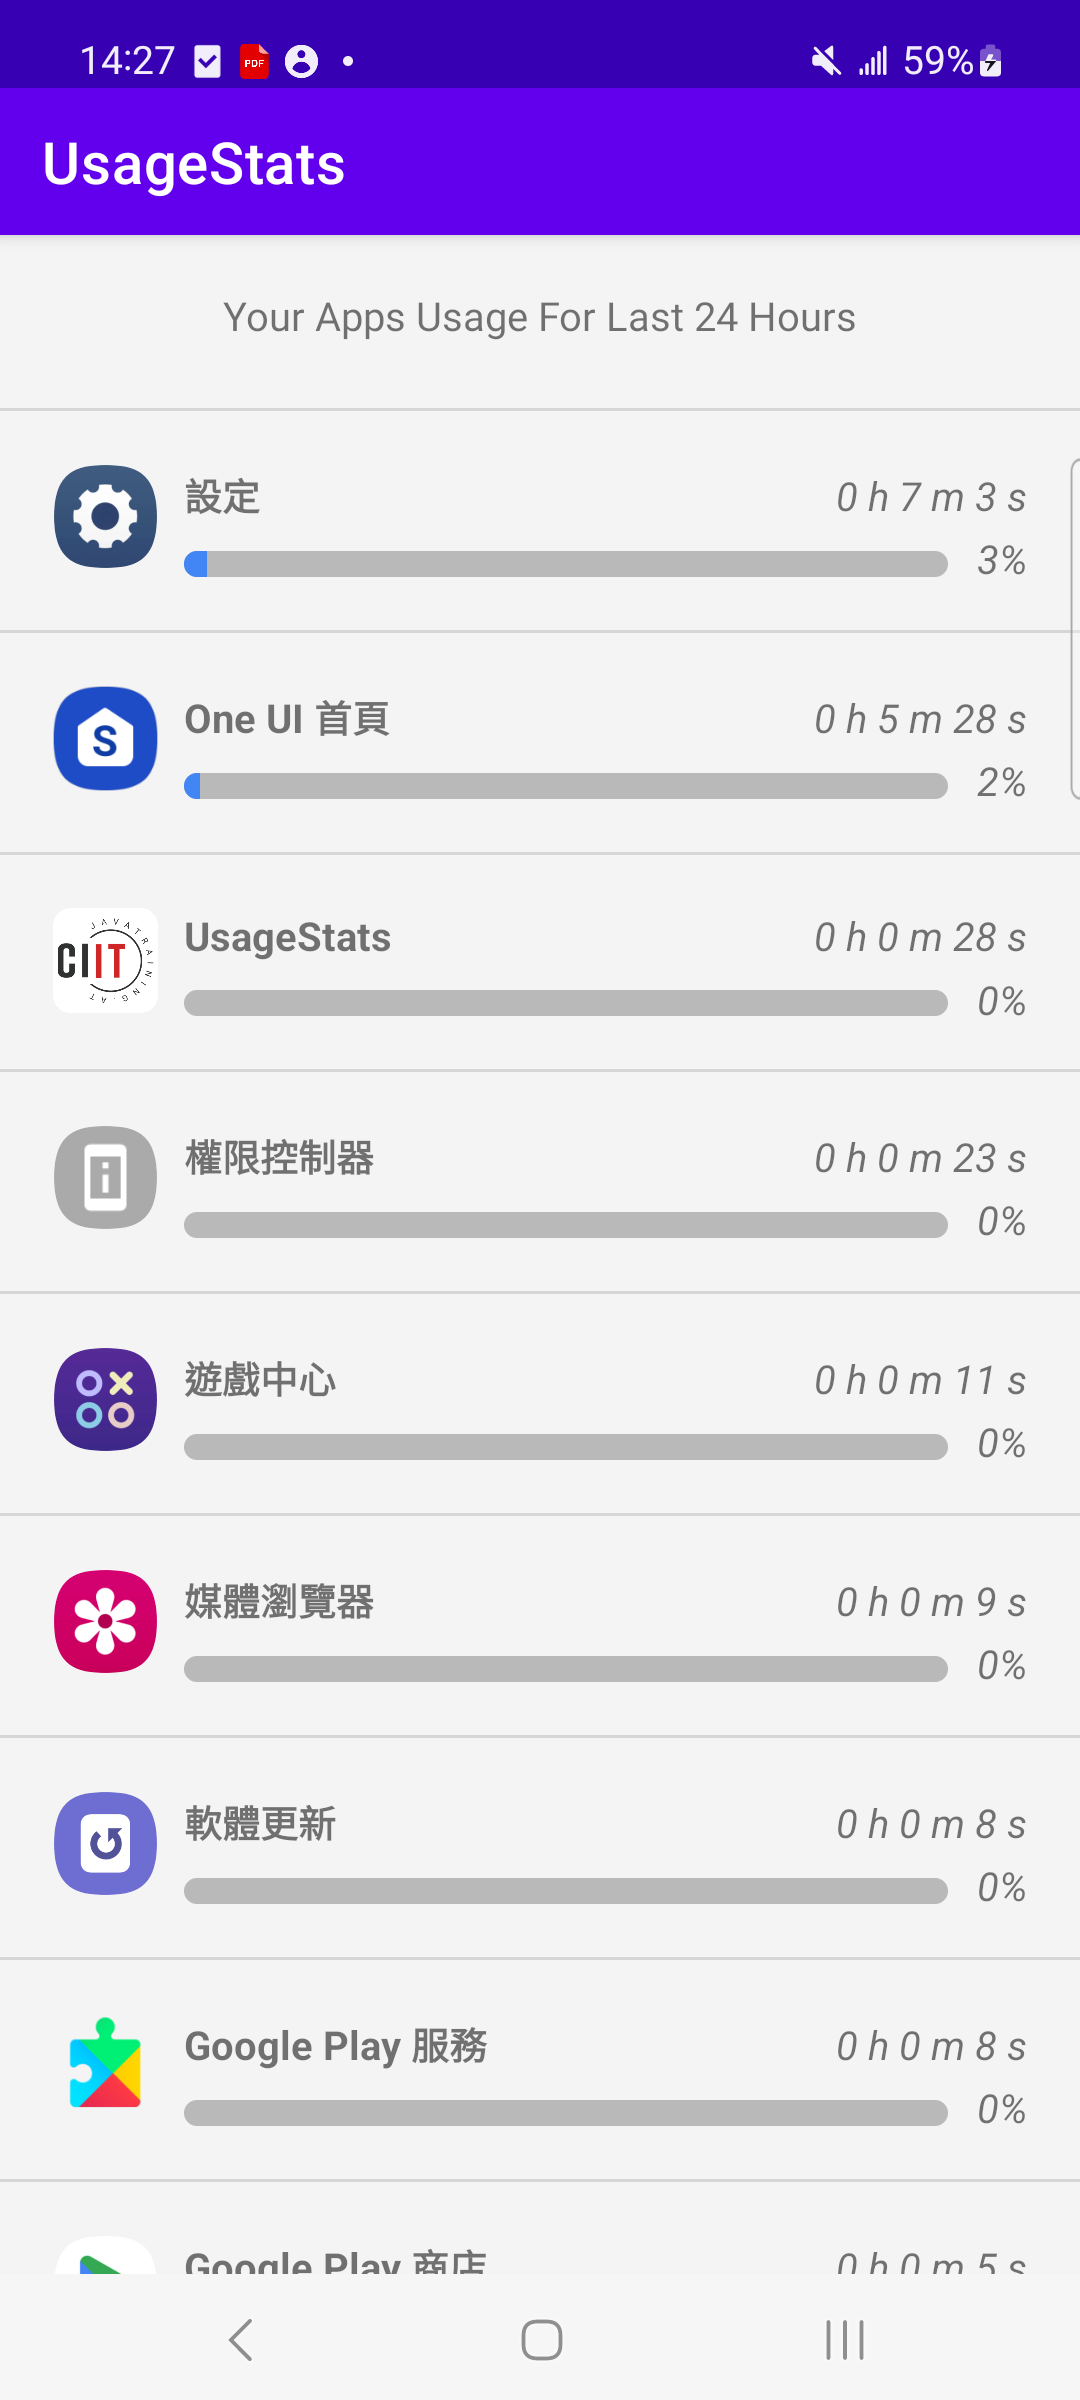 14:27 PDF 59%
UsageStats
Your Apps Usage For Last 24 Hours
設定 0 h 7 m 3 s
3%
One UI 首頁 0 h 5 m 28 s
2%
S
UsageStats 0 h 0 m 28 s
CIIT JAVATRAINING.AT
0%
權限控制器 0 h 0 m 23 s
0%
遊戲中心 0 h 0 m 11 s
0%
媒體瀏覽器 0 h 0 m 9 s
0%
軟體更新 0 h 0 m 8 s
0%
Google Play 服務 0 h 0 m 8 s
0%
Google Play 商店 0 h 0 m 5 s